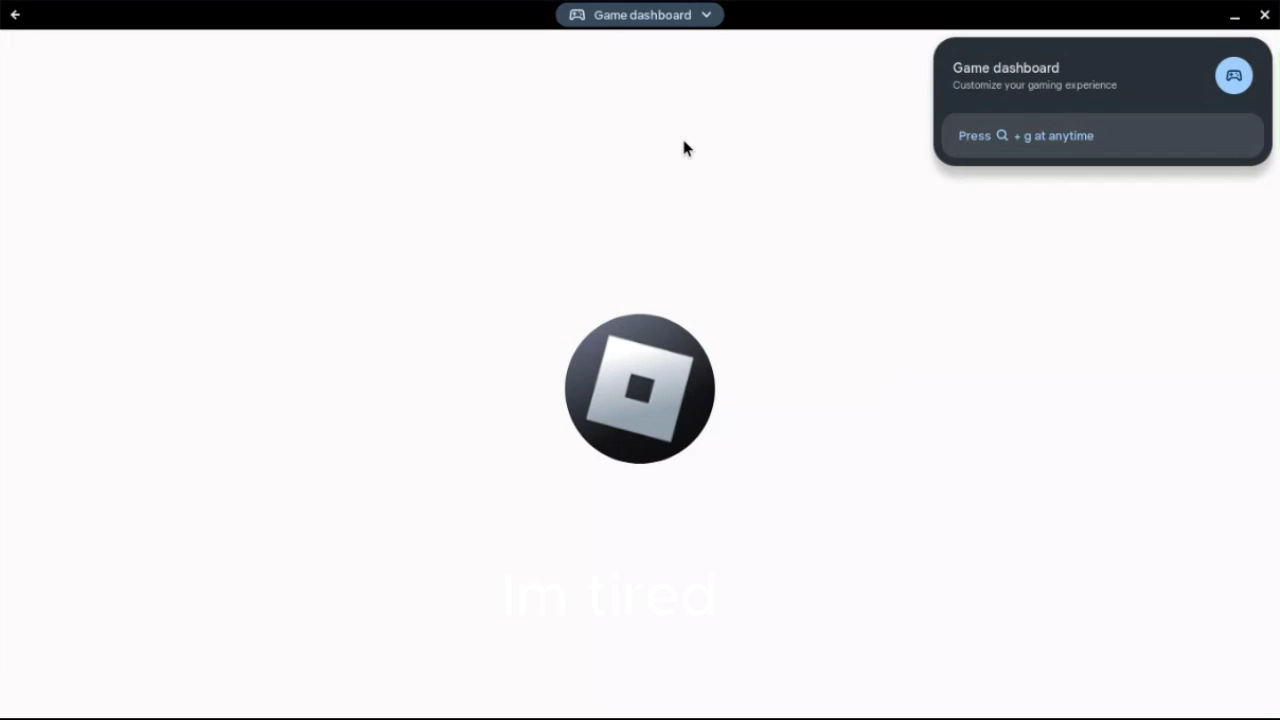 Game dashboard
Game dashboard
Customize your gaming experience
Press + g at anytime
Im tired